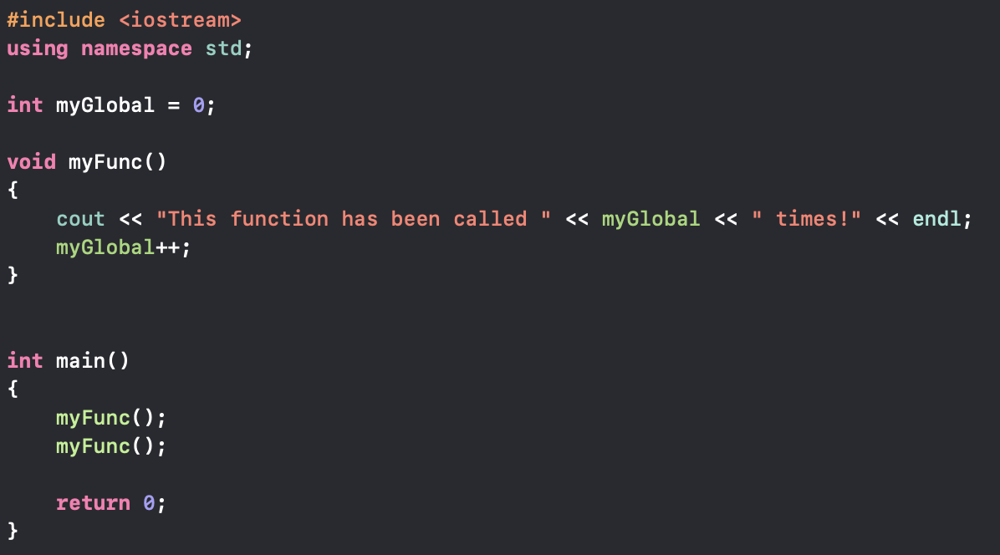 #include <iostream>
using namespace std;

int myGlobal = 0;

void myFunc()
{
    cout << "This function has been called " << myGlobal << " times!" << endl;
    myGlobal++;
}


int main()
{
    myFunc();
    myFunc();

    return 0;
}